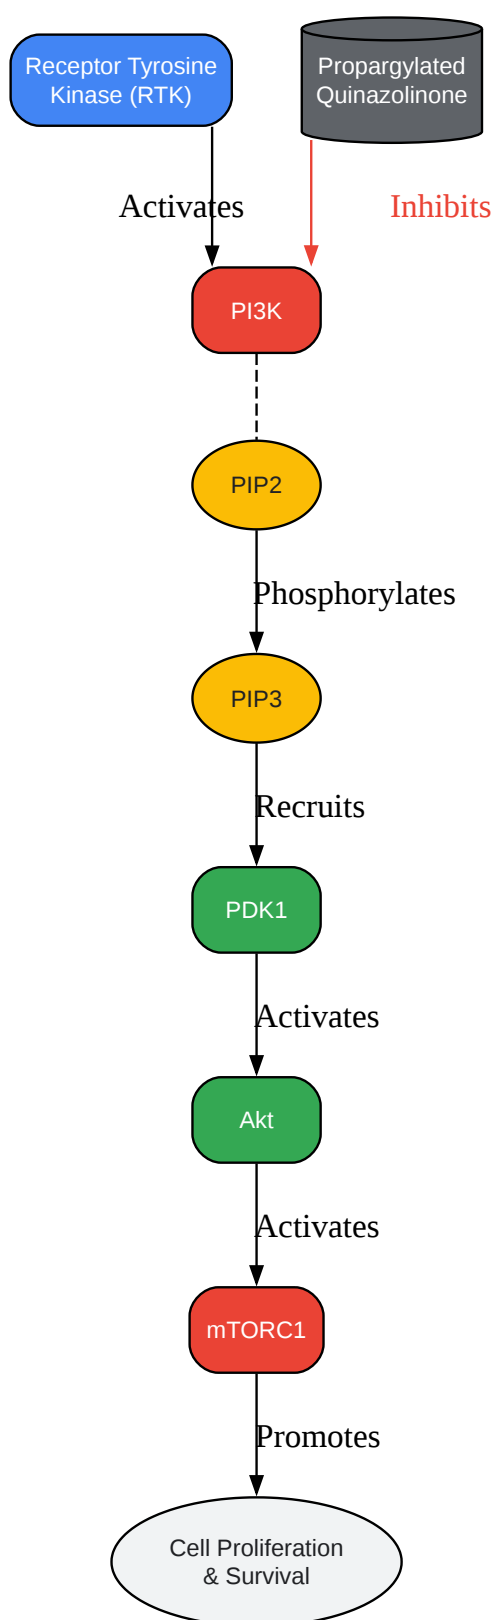 Receptor Tyrosine
Kinase (RTK)
Propargylated
Quinazolinone
Activates
Inhibits
PI3K
PIP2
Phosphorylates
PIP3
Recruits
PDK1
Activates
Akt
Activates
mTORC1
Promotes
Cell Proliferation
& Survival